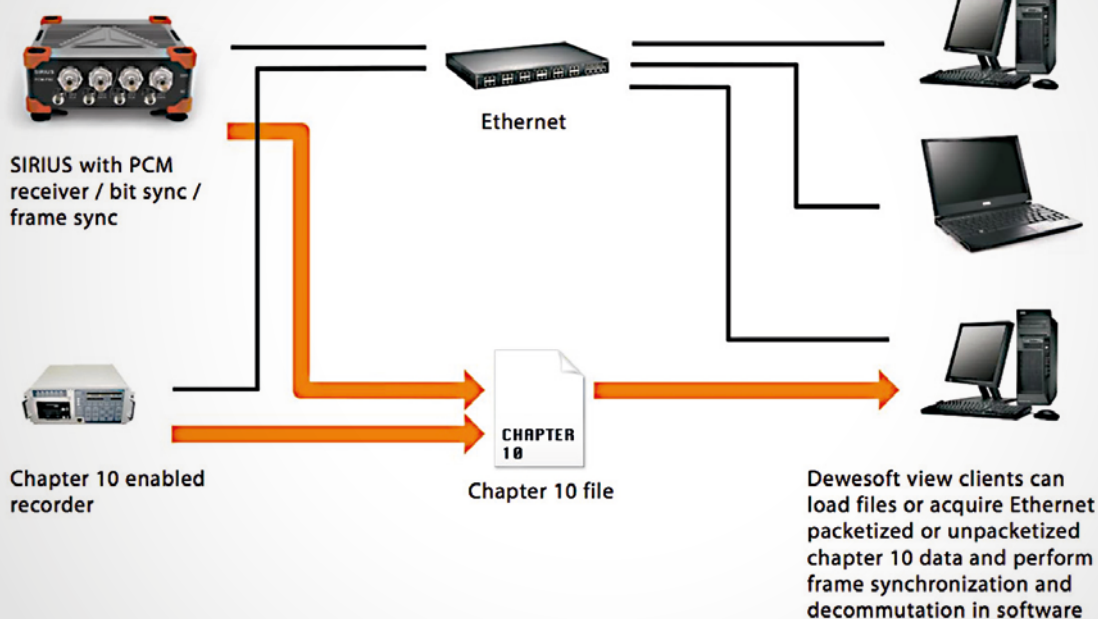 SIRIUS
Ethernet
SIRIUS with PCM
receiver / bit sync /
frame sync
CHAPTER
10
Chapter 10 enabled
recorder
Chapter 10 file
Dewesoft view clients can
load files or acquire Ethernet
packetized or unpacketized
chapter 10 data and perform
frame synchronization and
decommutation in software